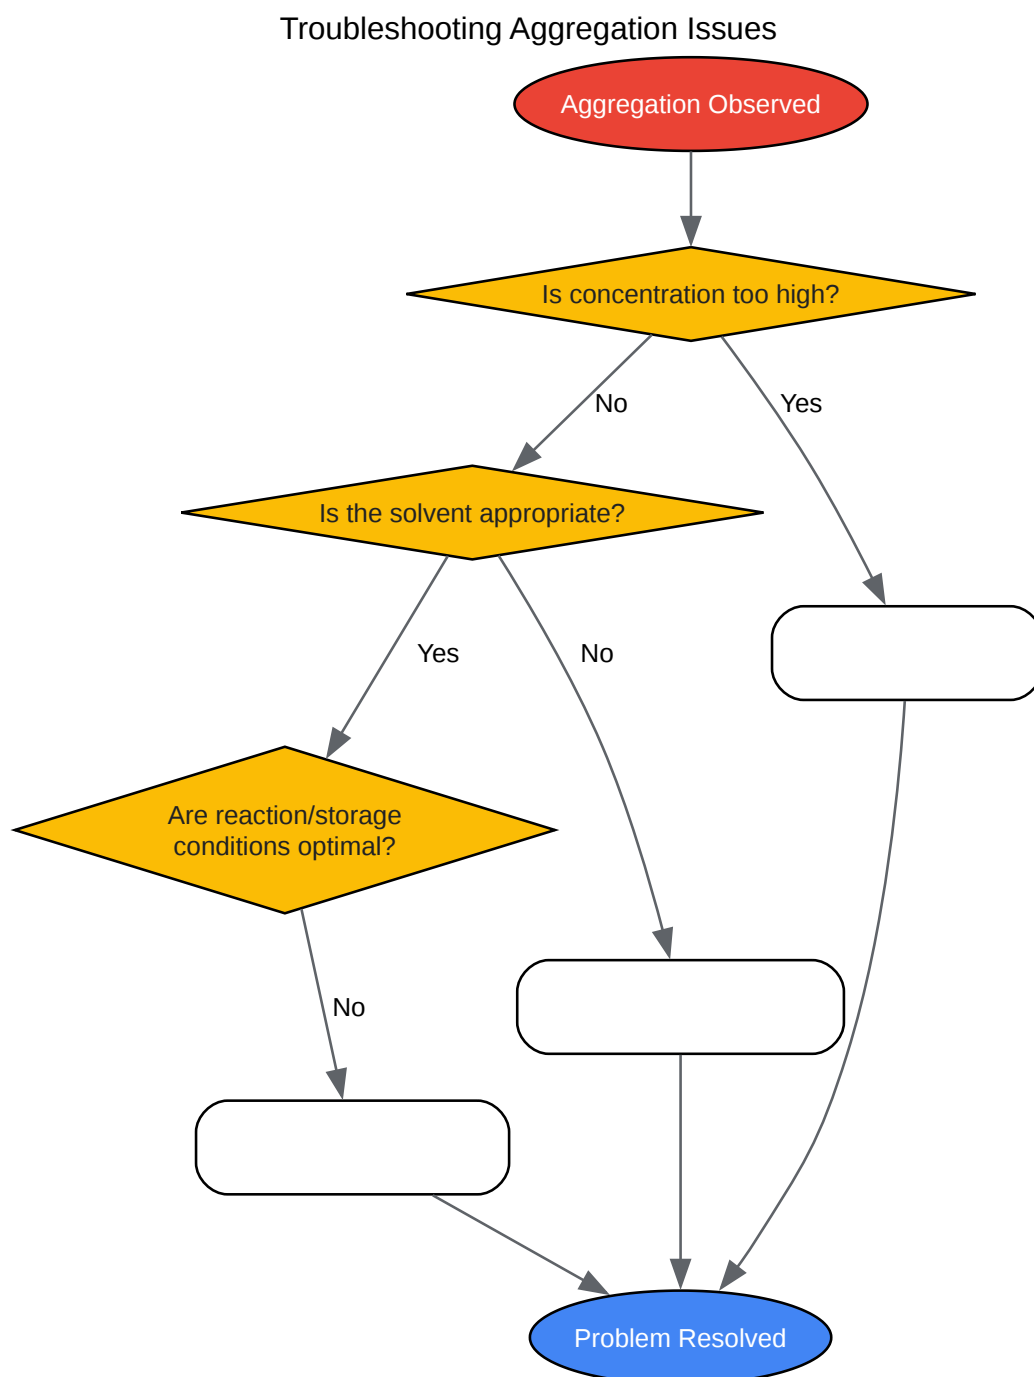 Troubleshooting Aggregation Issues
Aggregation Observed
Is concentration too high?
No
Yes
Is the solvent appropriate?
Yes
No
Are reaction/storage
conditions optimal?
No
Problem Resolved